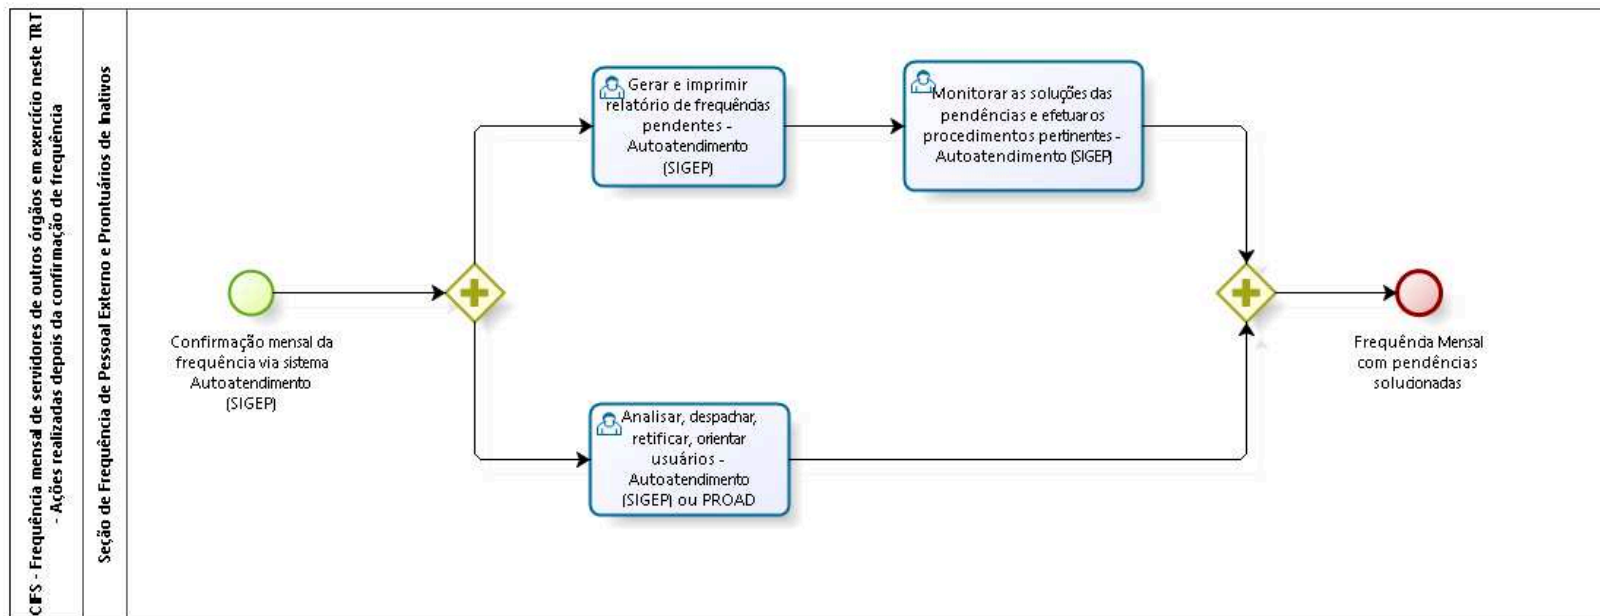 CIFS - Frequência mensal de servidores de outros órgãos em exercício neste TRT
- Ações realizadas depois da confirmação de frequência
Seção de Frequência de Pessoal Externo e Prontuários de Inativos
Confirmação mensal da
frequência via sistema
Autoatendimento
(SIGEP)
Gerar e imprimir
relatório de frequências
pendentes -
Autoatendimento
(SIGEP)
Monitorar as soluções das
pendências e efetuar os
procedimentos pertinentes -
Autoatendimento (SIGEP)
Analisar, despachar,
retificar, orientar
usuários -
Autoatendimento
(SIGEP) ou PROAD
Frequência Mensal
com pendências
solucionadas